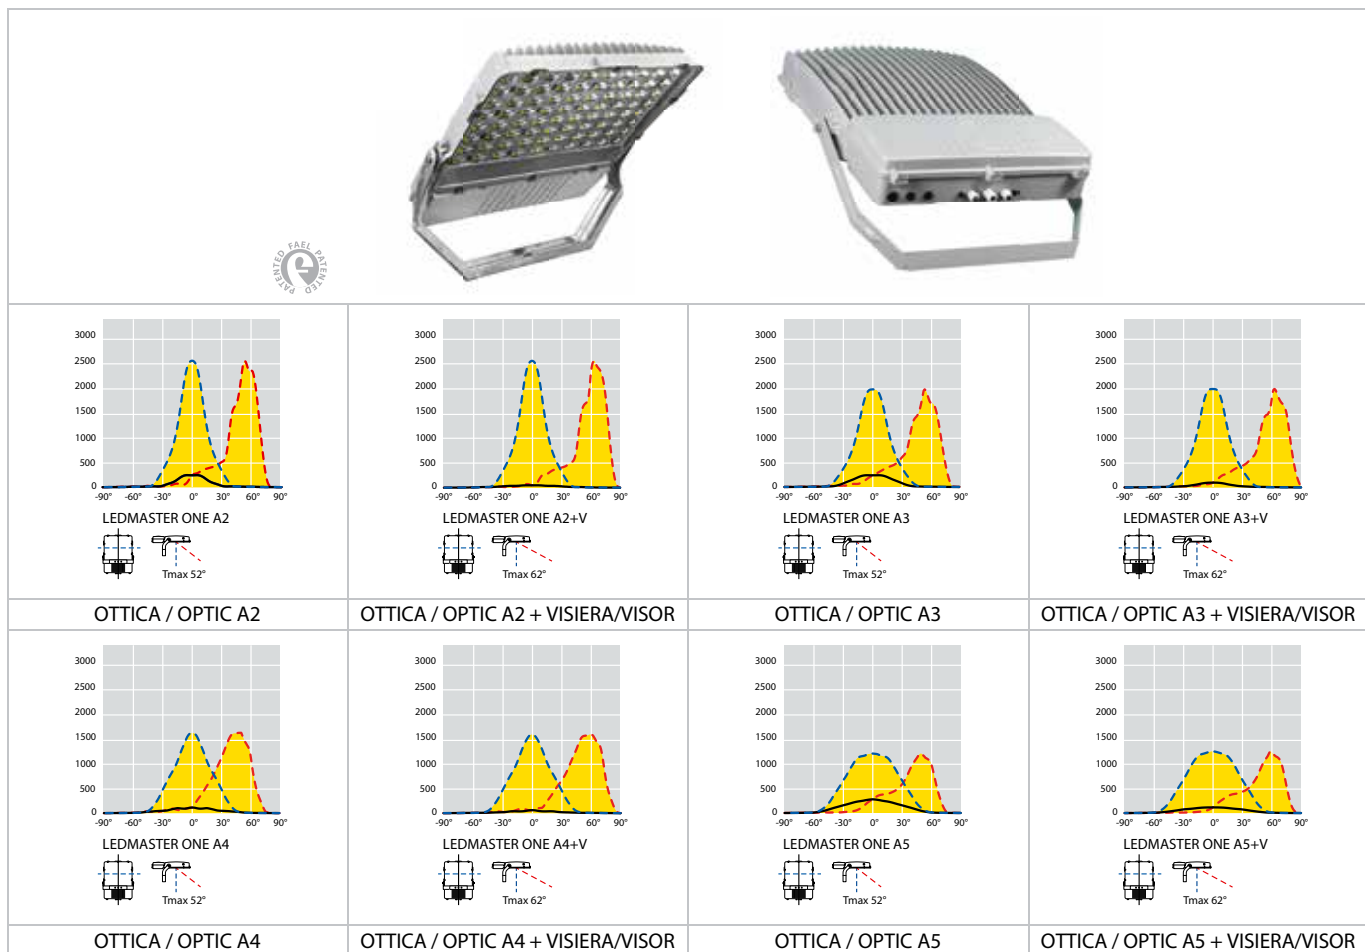 PATENTED FAEL PATENTED
3000
2500
2000
1500
1000
500
0
-90° -60° -30° 0° 30° 60° 90°
LEDMASTER ONE A2
Tmax 52°
OTTICA / OPTIC A2
3000
2500
2000
1500
1000
500
0
-90° -60° -30° 0° 30° 60° 90°
LEDMASTER ONE A2+V
Tmax 62°
OTTICA / OPTIC A2 + VISIERA/VISOR
3000
2500
2000
1500
1000
500
0
-90° -60° -30° 0° 30° 60° 90°
LEDMASTER ONE A3
Tmax 52°
OTTICA / OPTIC A3
3000
2500
2000
1500
1000
500
0
-90° -60° -30° 0° 30° 60° 90°
LEDMASTER ONE A3+V
Tmax 62°
OTTICA / OPTIC A3 + VISIERA/VISOR
3000
2500
2000
1500
1000
500
0
-90° -60° -30° 0° 30° 60° 90°
LEDMASTER ONE A4
Tmax 52°
OTTICA / OPTIC A4
3000
2500
2000
1500
1000
500
0
-90° -60° -30° 0° 30° 60° 90°
LEDMASTER ONE A4+V
Tmax 62°
OTTICA / OPTIC A4 + VISIERA/VISOR
3000
2500
2000
1500
1000
500
0
-90° -60° -30° 0° 30° 60° 90°
LEDMASTER ONE A5
Tmax 52°
OTTICA / OPTIC A5
3000
2500
2000
1500
1000
500
0
-90° -60° -30° 0° 30° 60° 90°
LEDMASTER ONE A5+V
Tmax 62°
OTTICA / OPTIC A5 + VISIERA/VISOR